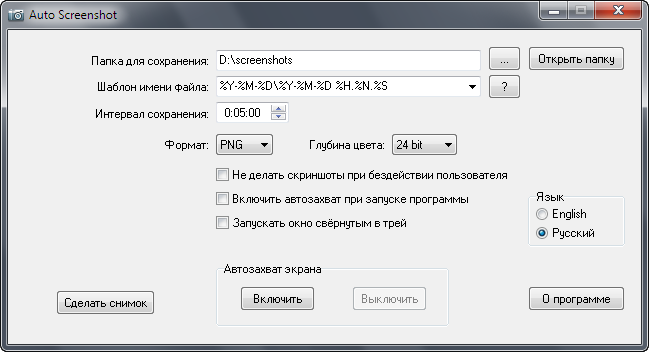 Auto Screenshot
Папка для сохранения: D:\screenshots ... Открыть папку
Шаблон имени файла: %Y-%M-%D\%Y-%M-%D %H.%N.%S ?
Интервал сохранения: 0:05:00
Формат: PNG Глубина цвета: 24 bit
Не делать скриншоты при бездействии пользователя
Включить автозахват при запуске программы
Запускать окно свёрнутым в трей
Язык
English
Русский
Автозахват экрана
Сделать снимок Включить Выключить О программе